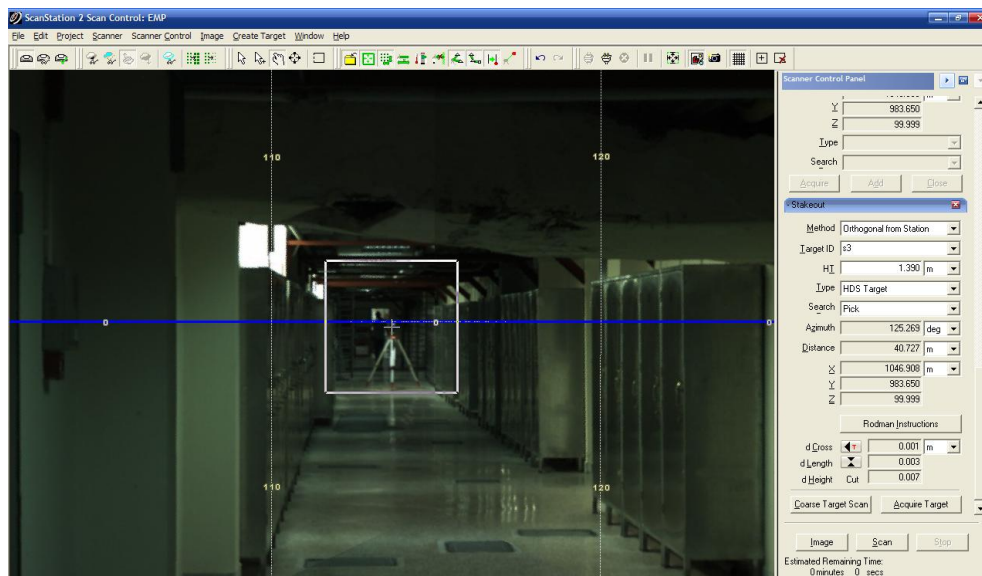 ScanStation 2 Scan Control: EMP
File Edit Project Scanner Scanner Control Image Create Target Window Help
Scanner Control Panel
m
Y 983.650
Z 99.999
110
120
Type
Search
Acquire Add Close
- Stakeout
Method Orthogonal from Station
Target ID s3
HI 1.390 m
Type HDS Target
Search Pick
0
0
0
Azimuth 125.269 deg
Distance 40.727 m
X 1046.908 m
Y 983.650
Z 99.999
Rodman Instructions
d Cross T 0.001 m
d Length 0.003
d Height Cut 0.007
110
120
Coarse Target Scan Acquire Target
Image Scan Stop
Estimated Remaining Time:
0 minutes 0 secs